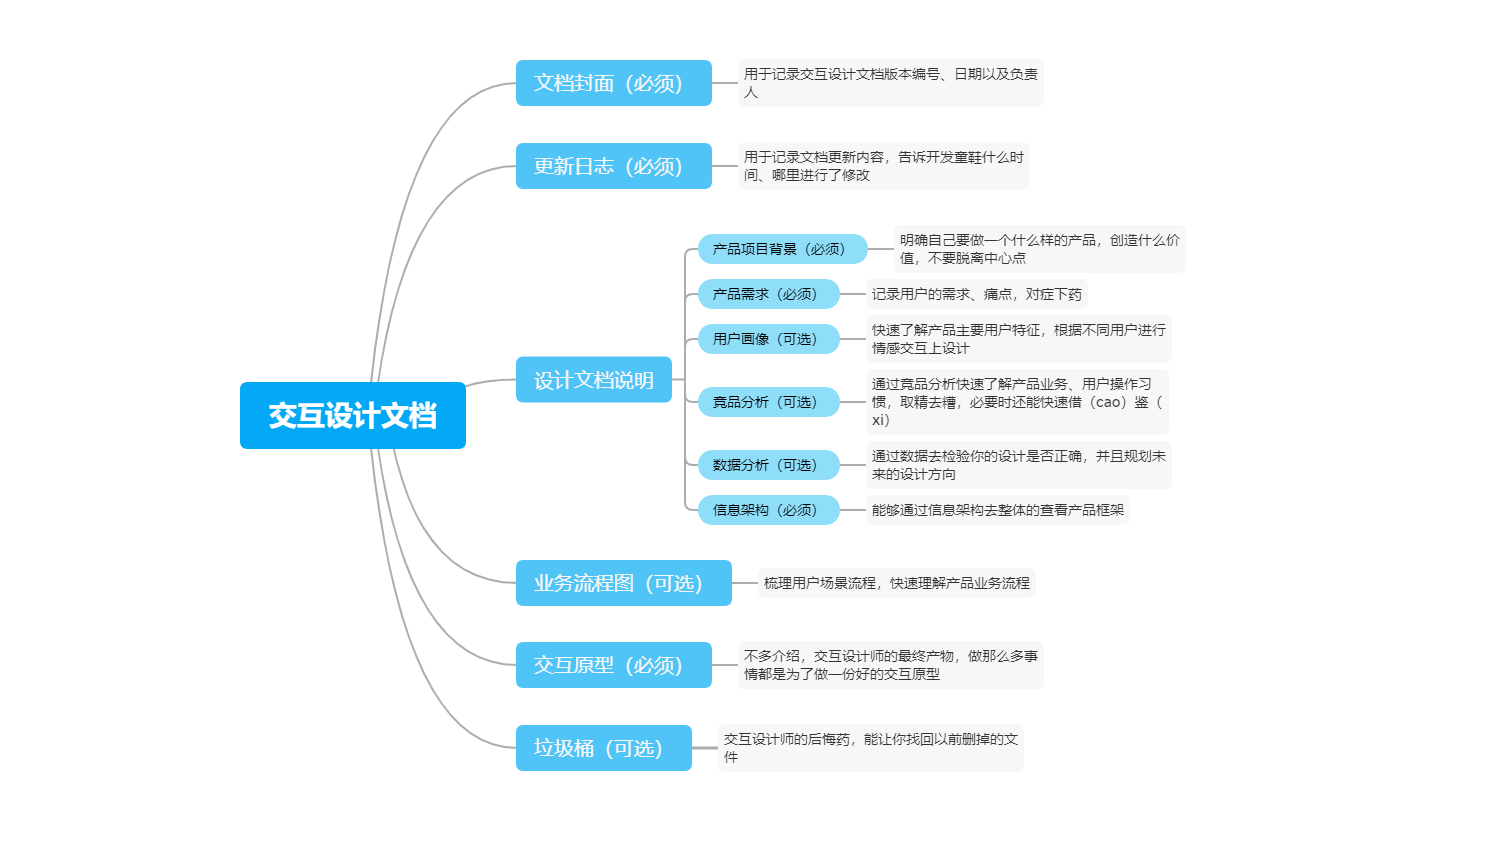 文档封面（必须）
用于记录交互设计文档版本编号、日期以及负责
人
更新日志（必须）
用于记录文档更新内容，告诉开发童鞋什么时
间、哪里进行了修改
交互设计文档
设计文档说明
产品项目背景（必须）
明确自己要做一个什么样的产品，创造什么价
值，不要脱离中心点
产品需求（必须）
记录用户的需求、痛点，对症下药
用户画像（可选）
快速了解产品主要用户特征，根据不同用户进行
情感交互上设计
竞品分析（可选）
通过竞品分析快速了解产品业务、用户操作习
惯，取精去糟，必要时还能快速借（cao）鉴（
xi）
数据分析（可选）
通过数据去检验你的设计是否正确，并且规划未
来的设计方向
信息架构（必须）
能够通过信息架构去整体的查看产品框架
业务流程图（可选）
梳理用户场景流程，快速理解产品业务流程
交互原型（必须）
不多介绍，交互设计师的最终产物，做那么多事
情都是为了做一份好的交互原型
垃圾桶（可选）
交互设计师的后悔药，能让你找回以前删掉的文
件